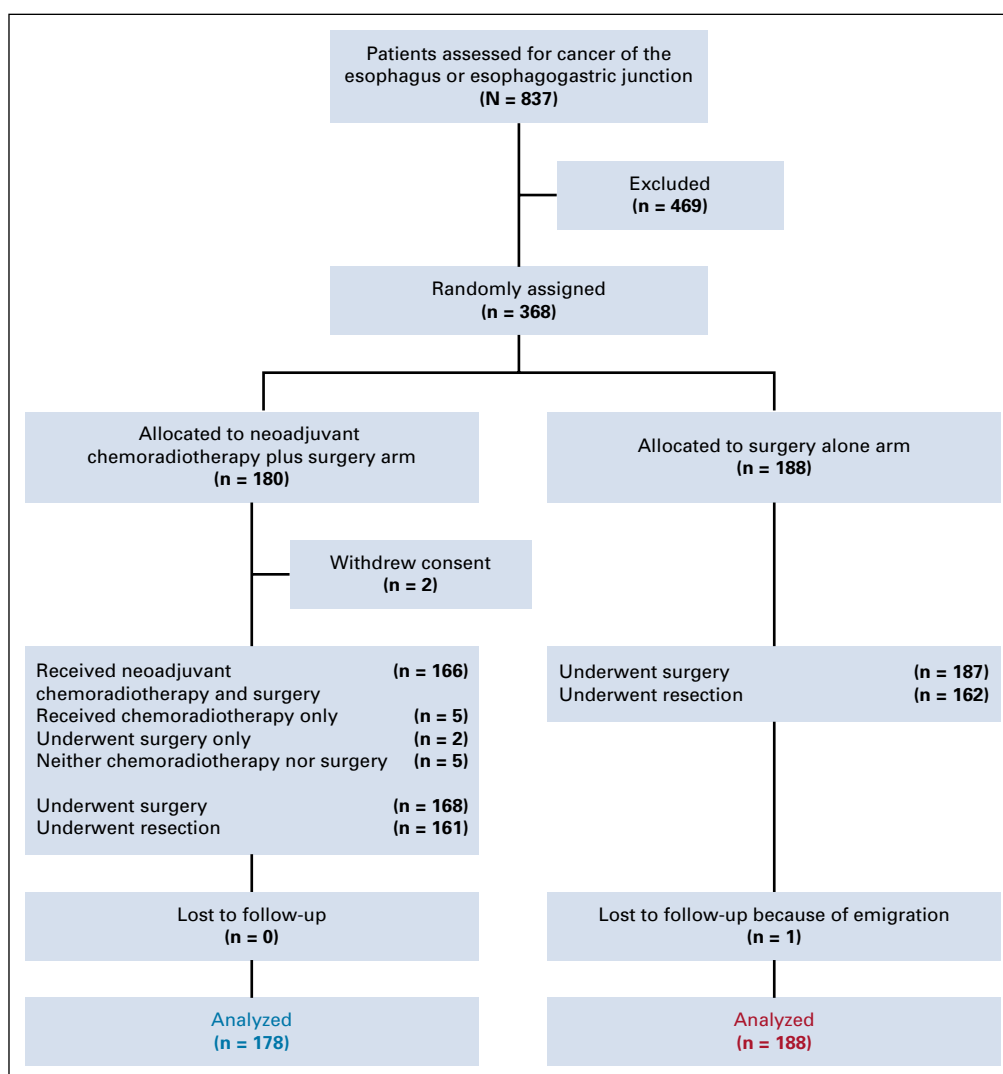 Patients assessed for cancer of the
esophagus or esophagogastric junction
(N = 837)
Excluded
(n = 469)
Randomly assigned
(n = 368)
Allocated to neoadjuvant
chemoradiotherapy plus surgery arm
(n = 180)
Allocated to surgery alone arm
(n = 188)
Withdrew consent
(n = 2)
Received neoadjuvant (n = 166)
chemoradiotherapy and surgery
Received chemoradiotherapy only (n = 5)
Underwent surgery only (n = 2)
Neither chemoradiotherapy nor surgery (n = 5)
Underwent surgery (n = 168)
Underwent resection (n = 161)
Underwent surgery (n = 187)
Underwent resection (n = 162)
Lost to follow-up
(n = 0)
Lost to follow-up because of emigration
(n = 1)
Analyzed
(n = 178)
Analyzed
(n = 188)